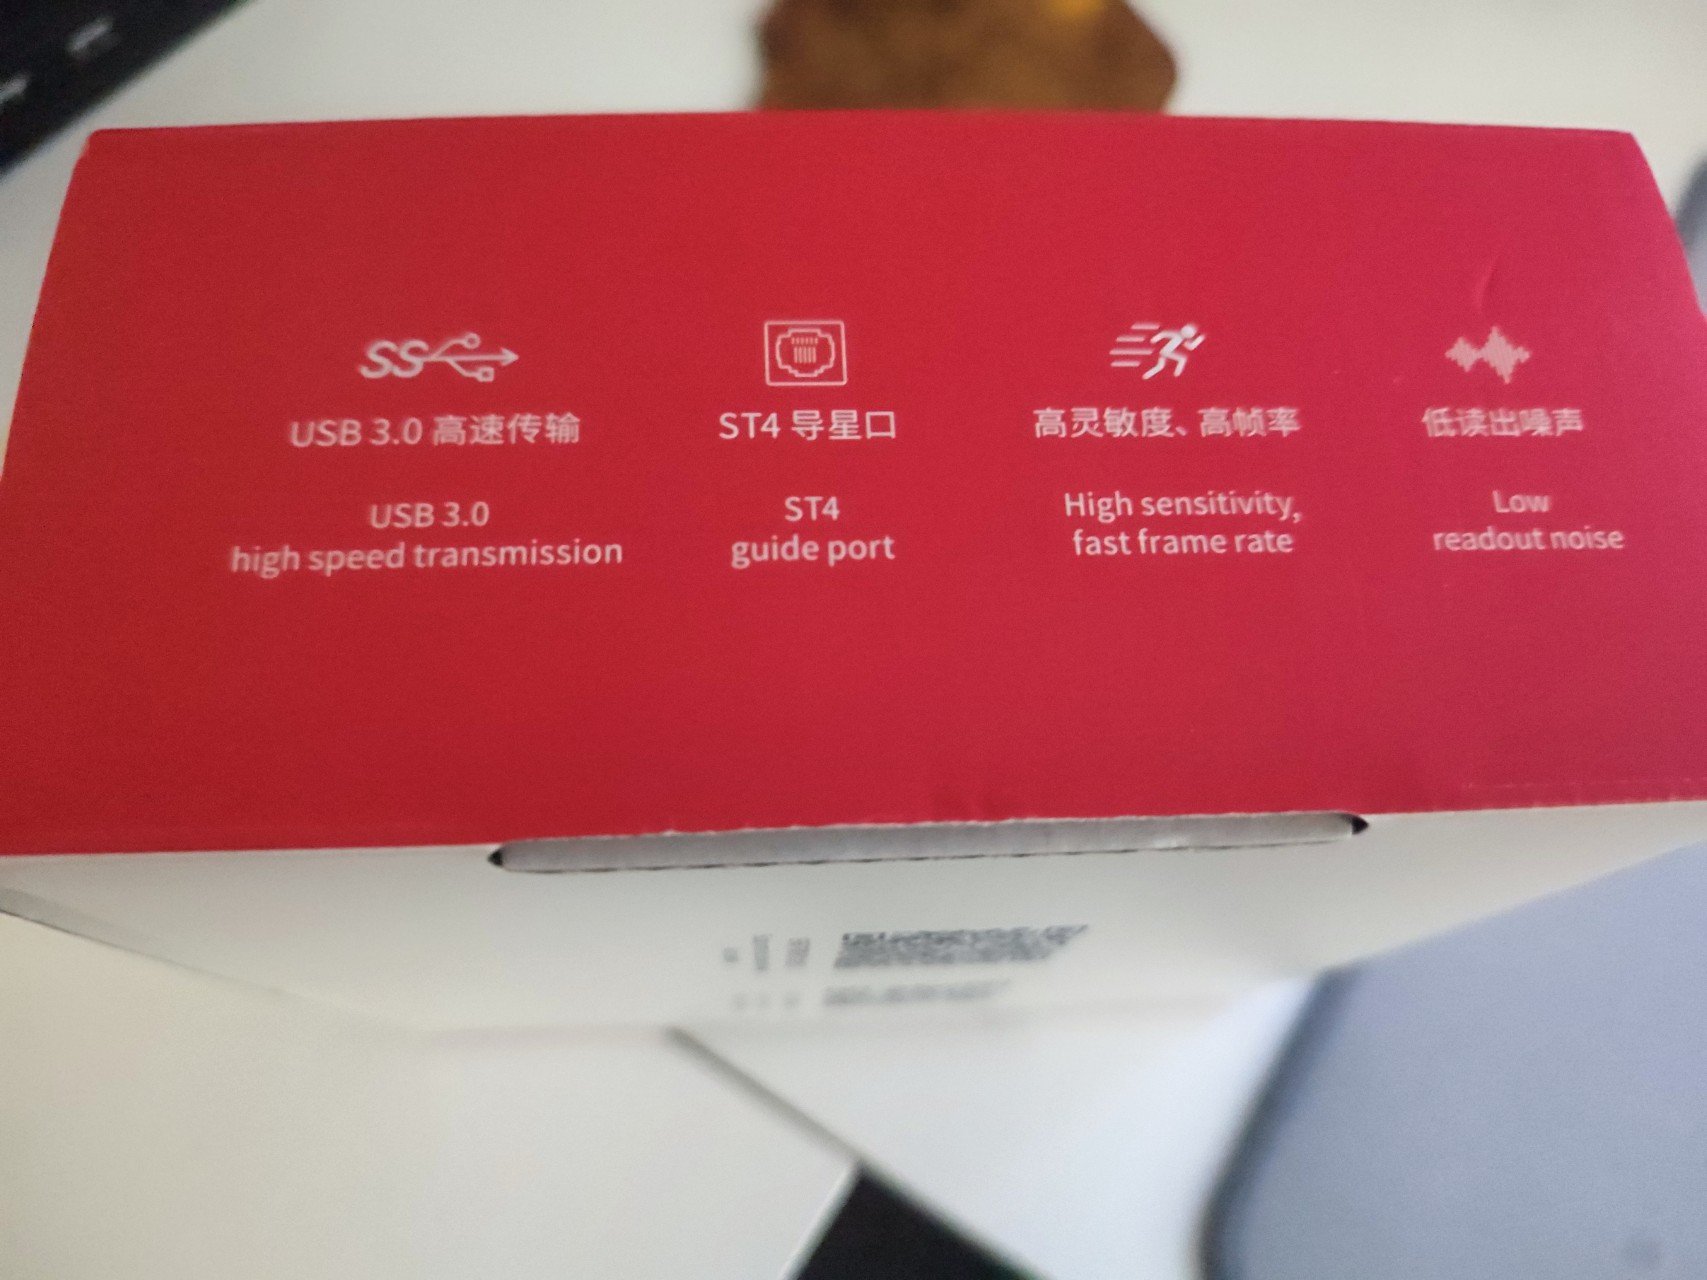 SS
USB 3.0 高速传输
USB 3.0
high speed transmission
ST4 导星口
ST4
guide port
高灵敏度、高帧率
High sensitivity,
fast frame rate
低读出噪声
Low
readout noise